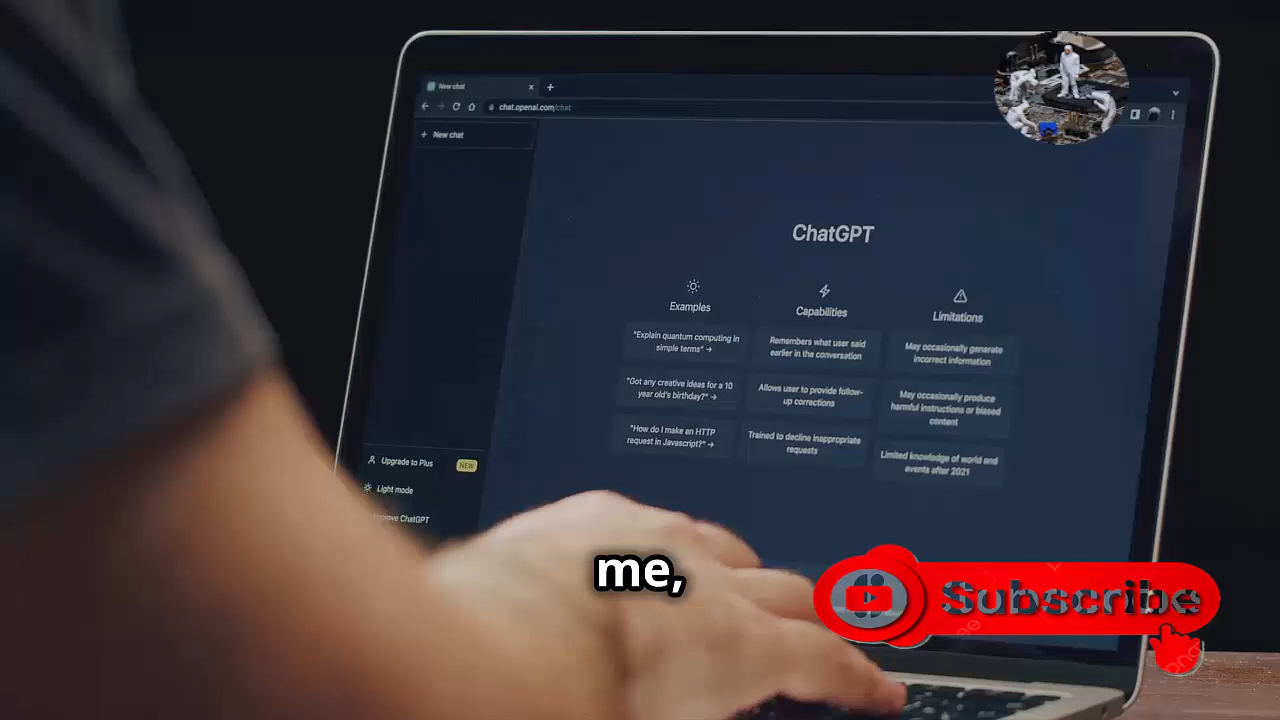 New chat
chat.openai.com/chat
New chat
ChatGPT
Examples
Capabilities
Limitations
"Explain quantum computing in
simple terms" →
"Got any creative ideas for a 10
year old's birthday?" →
"How do I make an HTTP
request in Javascript?" →
Remembers what user said
earlier in the conversation
Allows user to provide follow-
up corrections
Trained to decline inappropriate
requests
May occasionally generate
incorrect information
May occasionally produce
harmful instructions or biased
content
Limited knowledge of world and
events after 2021
Upgrade to Plus
NEW
Light mode
ChatGPT
me,
Subscribe